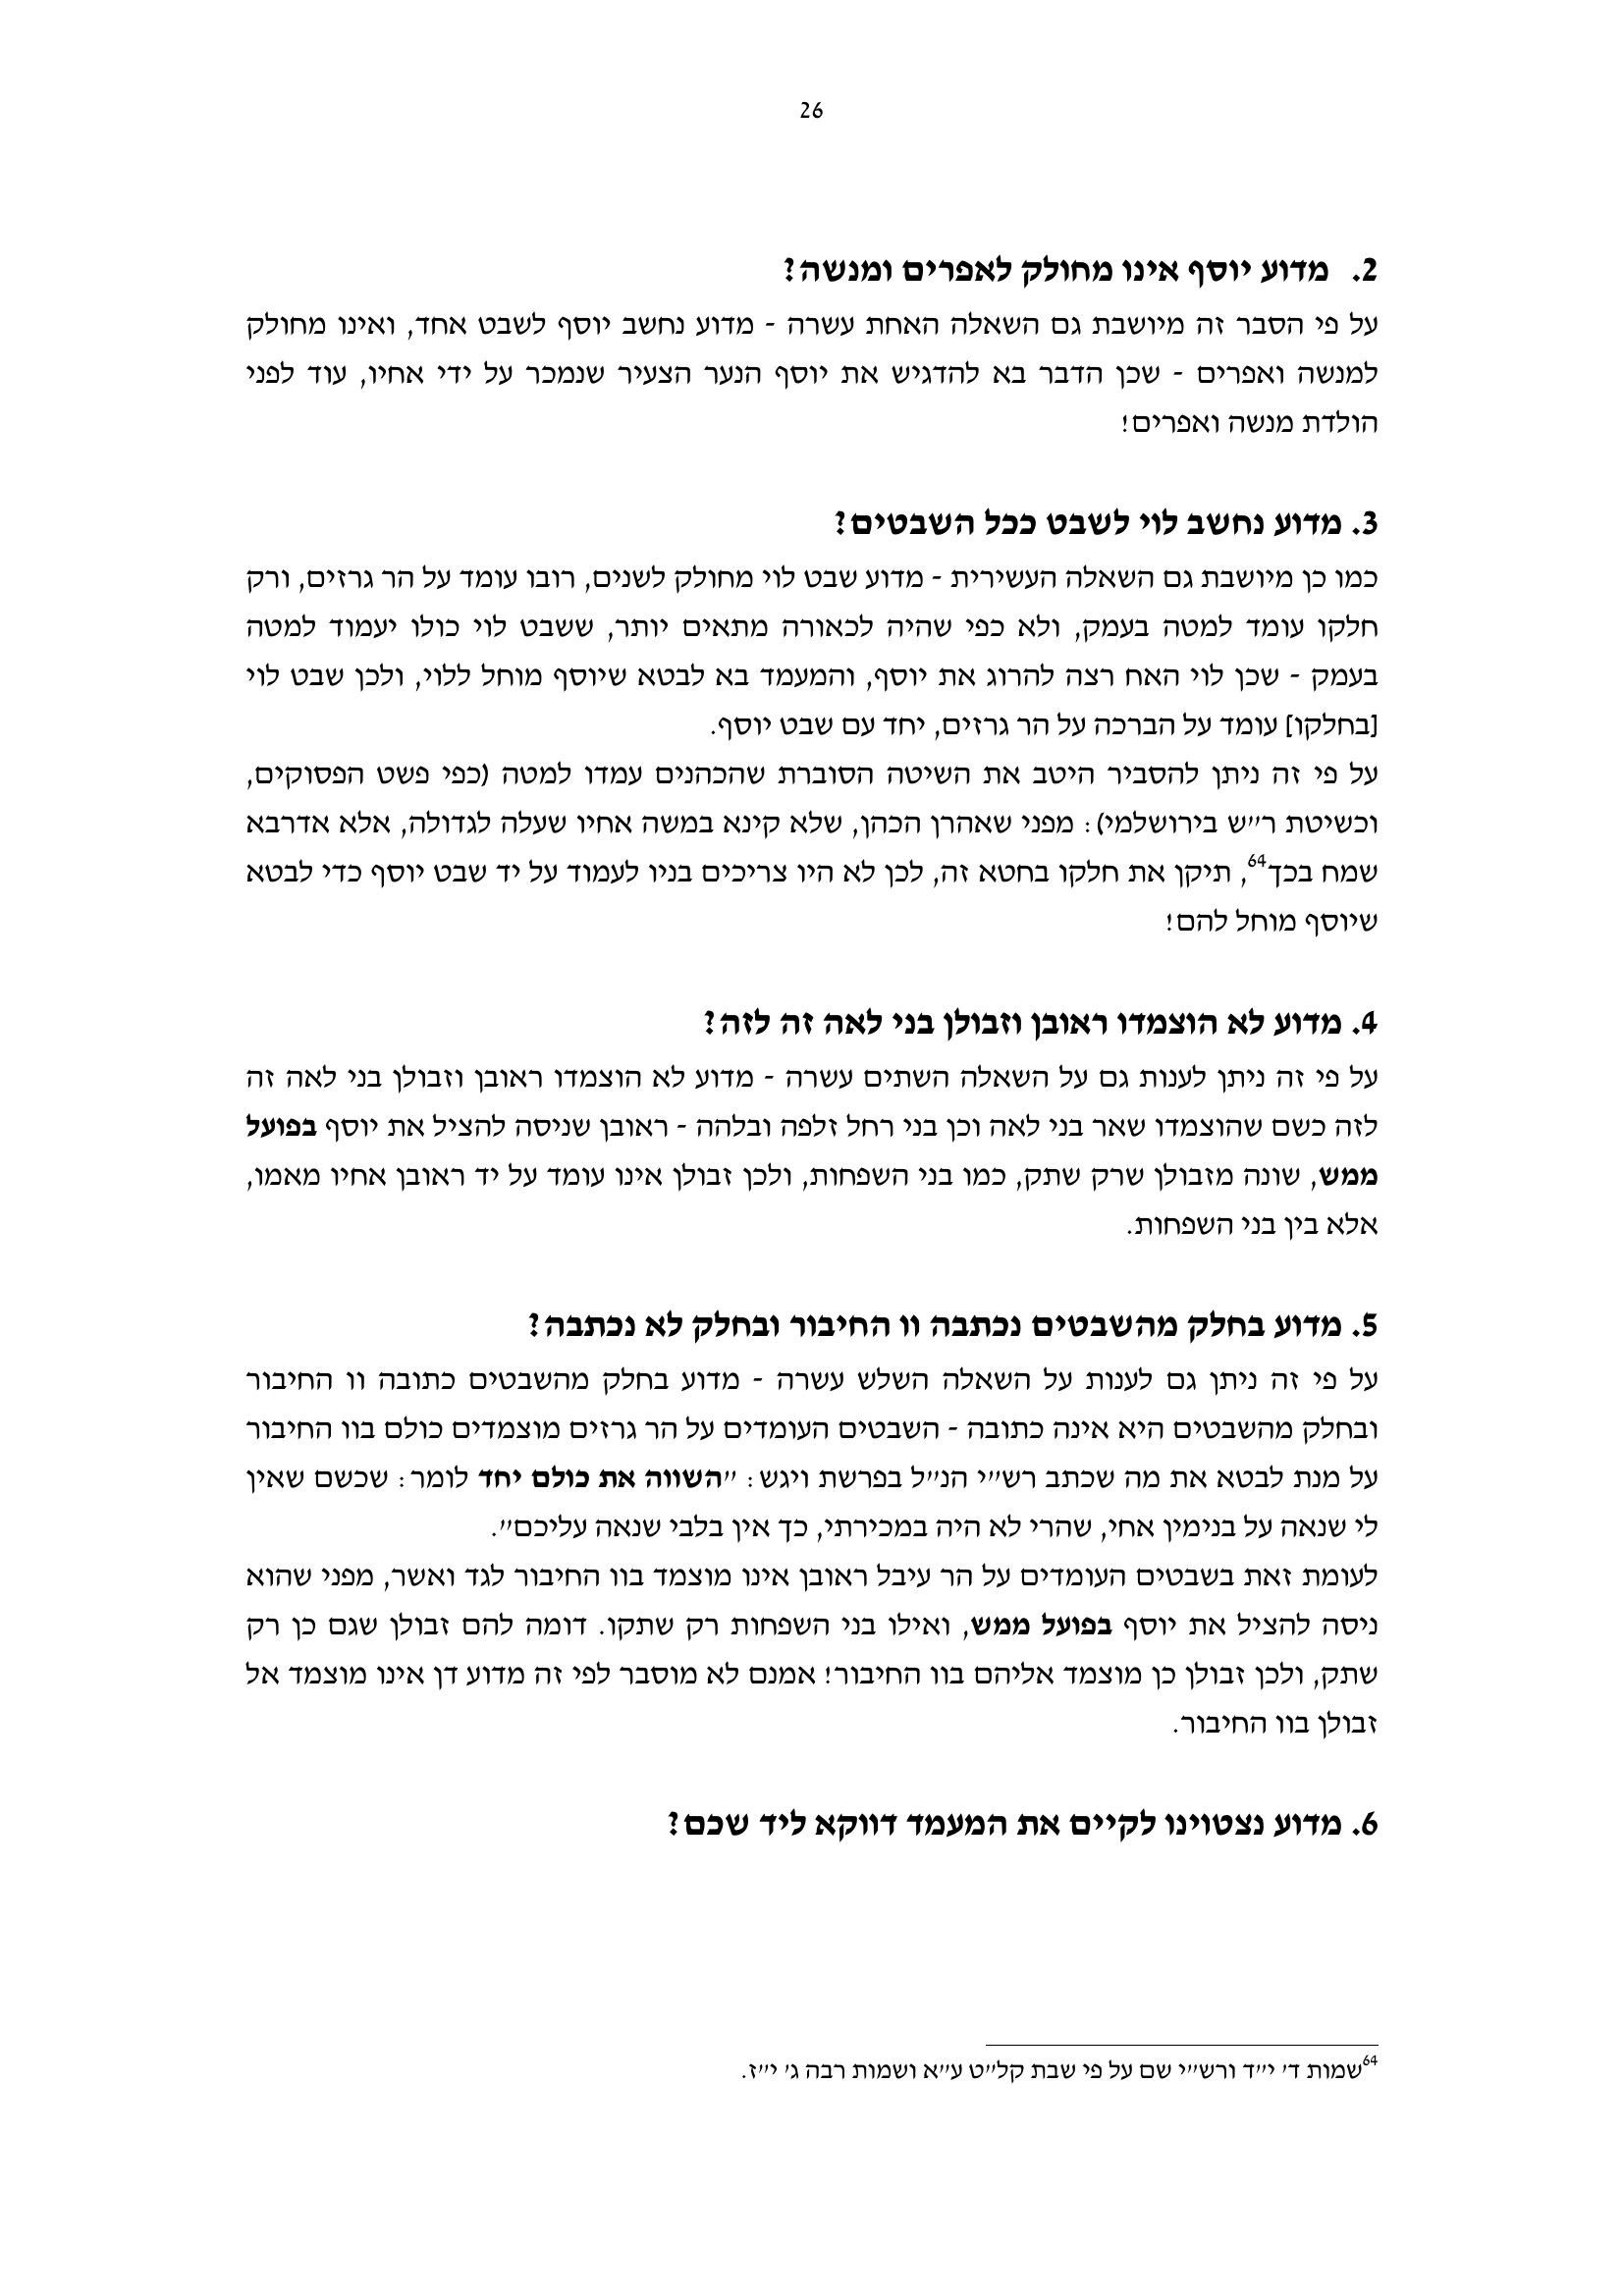 26
2. מדוע יוסף אינו מחולק לאפרים ומנשה?
על פי הסבר זה מיושבת גם השאלה האחת עשרה - מדוע נחשב יוסף לשבט אחד, ואינו מחולק
למנשה ואפרים - שכן הדבר בא להדגיש את יוסף הנער הצעיר שנמכר על ידי אחיו, עוד לפני
הולדת מנשה ואפרים!
3. מדוע נחשב לוי לשבט ככל השבטים?
כמו כן מיושבת גם השאלה העשירית - מדוע שבט לוי מחולק לשנים, רובו עומד על הר גרזים, ורק
חלקו עומד למטה בעמק, ולא כפי שהיה לכאורה מתאים יותר, ששבט לוי כולו יעמוד למטה
בעמק - שכן לוי האח רצה להרוג את יוסף, והמעמד בא לבטא שיוסף מוחל ללוי, ולכן שבט לוי
[בחלקו] עומד על הברכה על הר גרזים, יחד עם שבט יוסף.
על פי זה ניתן להסביר היטב את השיטה הסוברת שהכהנים עמדו למטה (כפי פשט הפסוקים,
וכשיטת ר"ש בירושלמי): מפני שאהרן הכהן, שלא קינא במשה אחיו שעלה לגדולה, אלא אדרבא
שמח בכך64, תיקן את חלקו בחטא זה, לכן לא היו צריכים בניו לעמוד על יד שבט יוסף כדי לבטא
שיוסף מוחל להם!
4. מדוע לא הוצמדו ראובן וזבולן בני לאה זה לזה?
על פי זה ניתן לענות גם על השאלה השתים עשרה - מדוע לא הוצמדו ראובן וזבולן בני לאה זה
לזה כשם שהוצמדו שאר בני לאה וכן בני רחל זלפה ובלהה - ראובן שניסה להציל את יוסף בפועל
ממש, שונה מזבולן שרק שתק, כמו בני השפחות, ולכן זבולן אינו עומד על יד ראובן אחיו מאמו,
אלא בין בני השפחות.
5. מדוע בחלק מהשבטים נכתבה וו החיבור ובחלק לא נכתבה?
על פי זה ניתן גם לענות על השאלה השלש עשרה - מדוע בחלק מהשבטים כתובה וו החיבור
ובחלק מהשבטים היא אינה כתובה - השבטים העומדים על הר גרזים מוצמדים כולם בוו החיבור
על מנת לבטא את מה שכתב רש"י הנ"ל בפרשת ויגש: "השווה את כולם יחד לומר: שכשם שאין
לי שנאה על בנימין אחי, שהרי לא היה במכירתי, כך אין בלבי שנאה עליכם".
לעומת זאת בשבטים העומדים על הר עיבל ראובן אינו מוצמד בוו החיבור לגד ואשר, מפני שהוא
ניסה להציל את יוסף בפועל ממש, ואילו בני השפחות רק שתקו. דומה להם זבולן שגם כן רק
שתק, ולכן זבולן כן מוצמד אליהם בוו החיבור! אמנם לא מוסבר לפי זה מדוע דן אינו מוצמד אל
זבולן בוו החיבור.
6. מדוע נצטוינו לקיים את המעמד דווקא ליד שכם?
64שמות ד' י"ד ורש"י שם על פי שבת קל"ט ע"א ושמות רבה ג' י"ז.